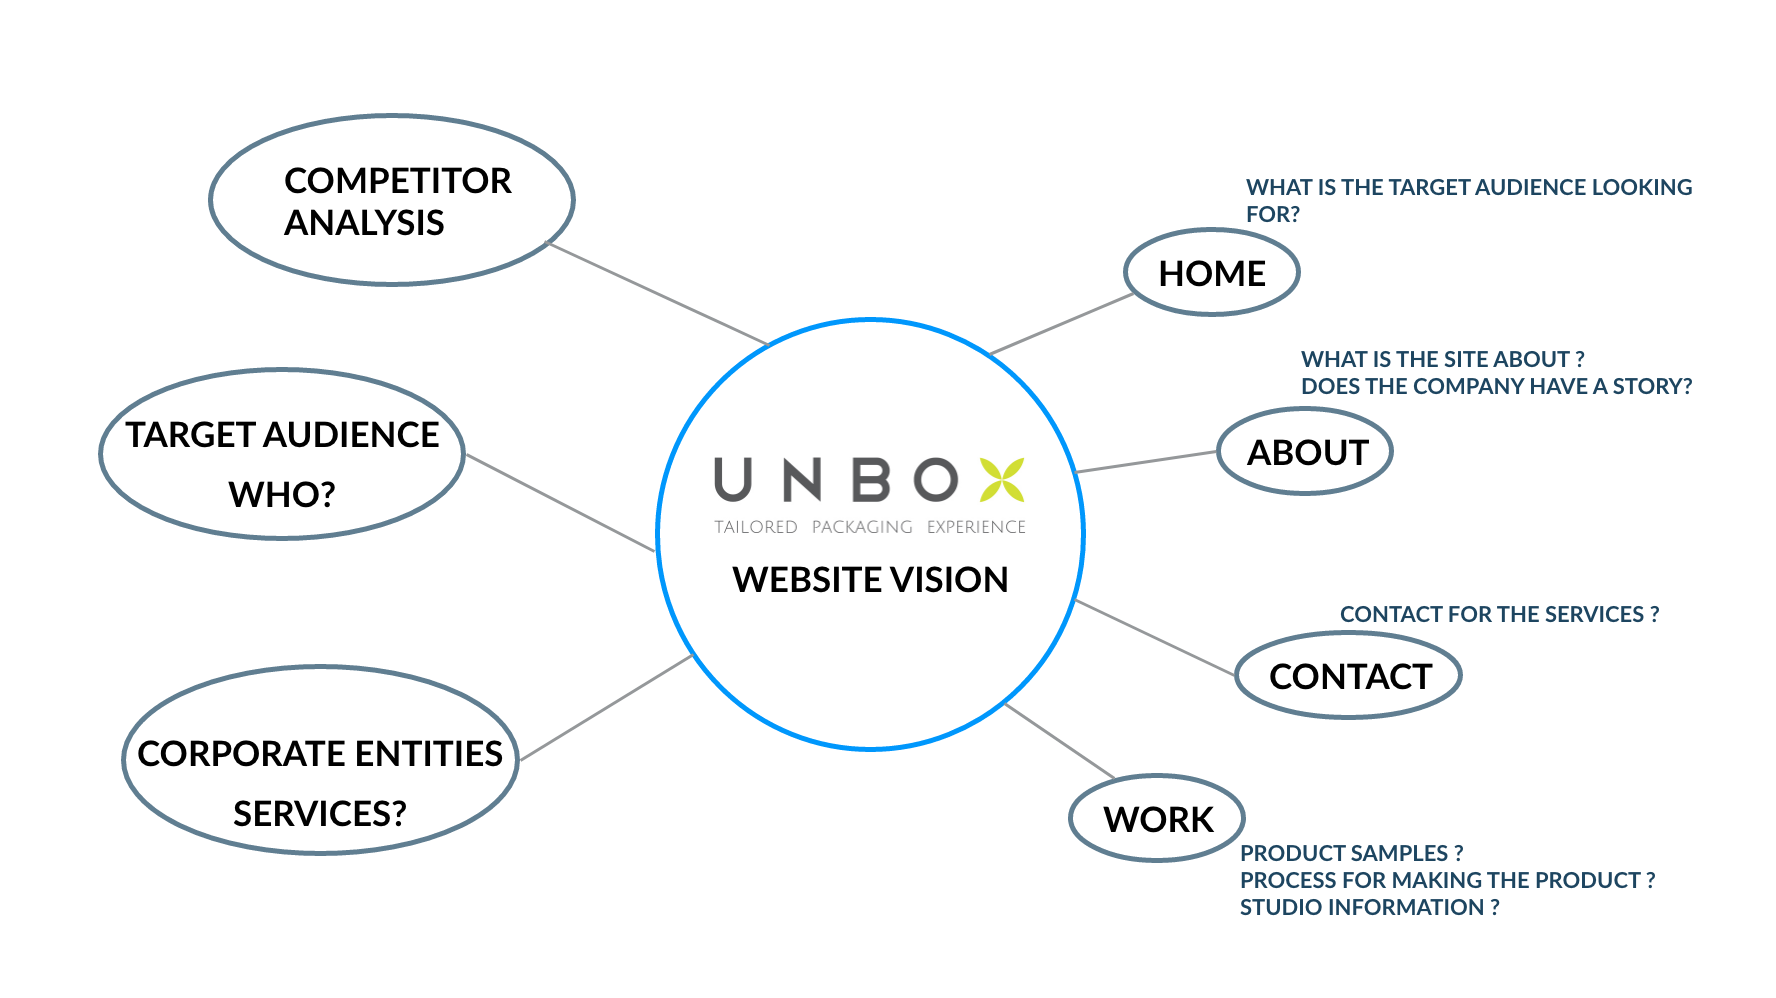 COMPETITOR
ANALYSIS
TARGET AUDIENCE
WHO?
CORPORATE ENTITIES
SERVICES?
UNBOX
TAILORED PACKAGING EXPERIENCE
WEBSITE VISION
WHAT IS THE TARGET AUDIENCE LOOKING
FOR?
HOME
WHAT IS THE SITE ABOUT ?
DOES THE COMPANY HAVE A STORY?
ABOUT
CONTACT FOR THE SERVICES ?
CONTACT
WORK
PRODUCT SAMPLES ?
PROCESS FOR MAKING THE PRODUCT ?
STUDIO INFORMATION ?